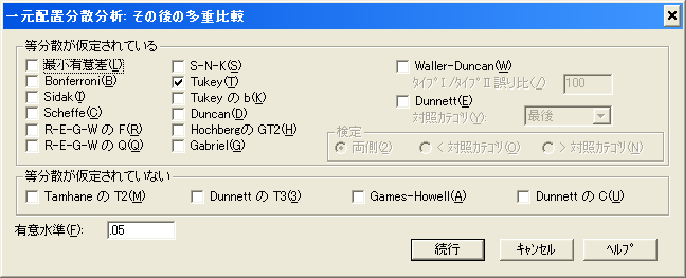 一元配置分散分析: その後の多重比較
等分散が仮定されている
最小有意差(L)
Bonferroni(B)
Sidak(I)
Scheffe(C)
R-E-G-W の F(R)
R-E-G-W の Q(Q)
S-N-K(S)
Tukey(T)
Tukey の b(K)
Duncan(D)
Hochbergの GT2(H)
Gabriel(G)
Waller-Duncan(W)
ﾀｲﾌﾟ I/ﾀｲﾌﾟ II 誤り比(/) 100
Dunnett(E)
対照ｶﾃｺﾞﾘ(Y): 最後
検定
両側(2) < 対照ｶﾃｺﾞﾘ(O) > 対照ｶﾃｺﾞﾘ(N)
等分散が仮定されていない
Tamhane の T2(M) Dunnett の T3(3) Games-Howell(A) Dunnett の C(U)
有意水準(F): .05
続行 ｷｬﾝｾﾙ ﾍﾙﾌﾟ